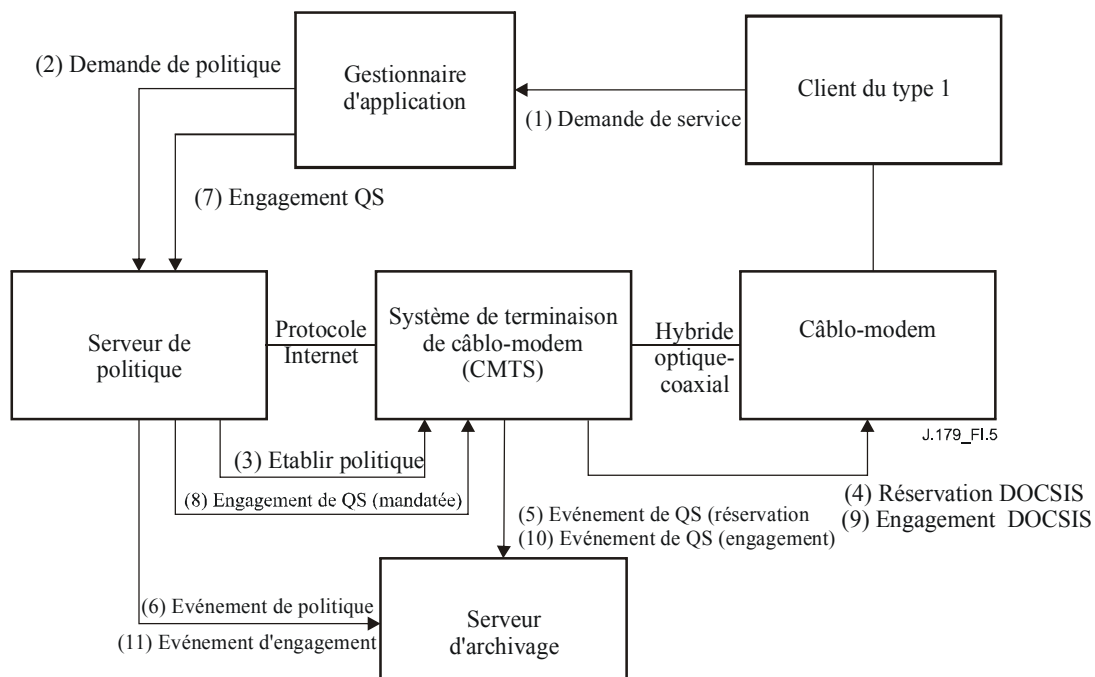 (2) Demande de politique
Gestionnaire
d'application
Client du type 1
(1) Demande de service
(7) Engagement QS
Serveur de
politique
Protocole
Internet
Système de terminaison
de câblo-modem
(CMTS)
Hybride
optique-
coaxial
Câblo-modem
J.179_FI.5
(3) Etablir politique
(8) Engagement de QS (mandatée)
(4) Réservation DOCSIS
(9) Engagement DOCSIS
(5) Evénement de QS (réservation
(10) Evénement de QS (engagement)
(6) Evénement de politique
(11) Evénement d'engagement
Serveur
d'archivage